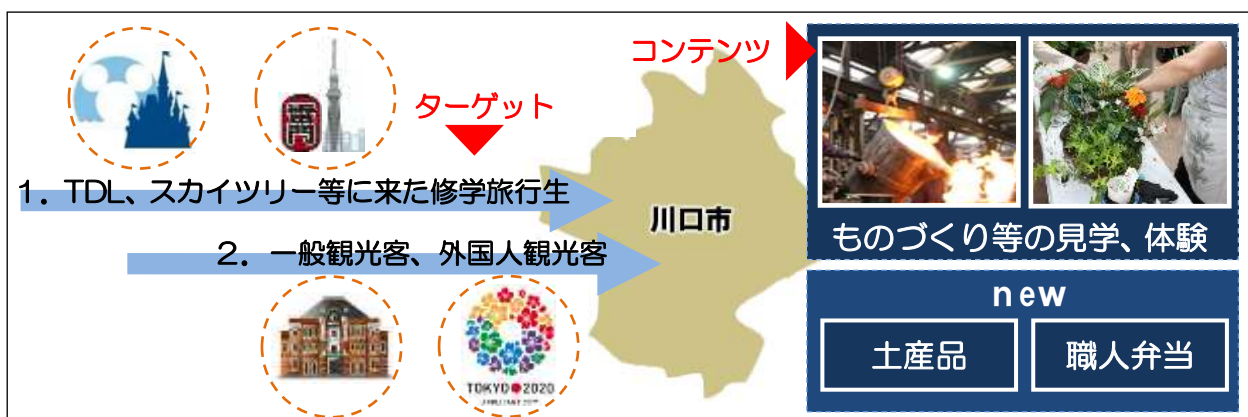 コンテンツ
ターゲット
1．TDL、スカイツリー等に来た修学旅行生
川口市
2．一般観光客、外国人観光客
TOKYO 2020
ものづくり等の見学、体験
new
土産品
職人弁当